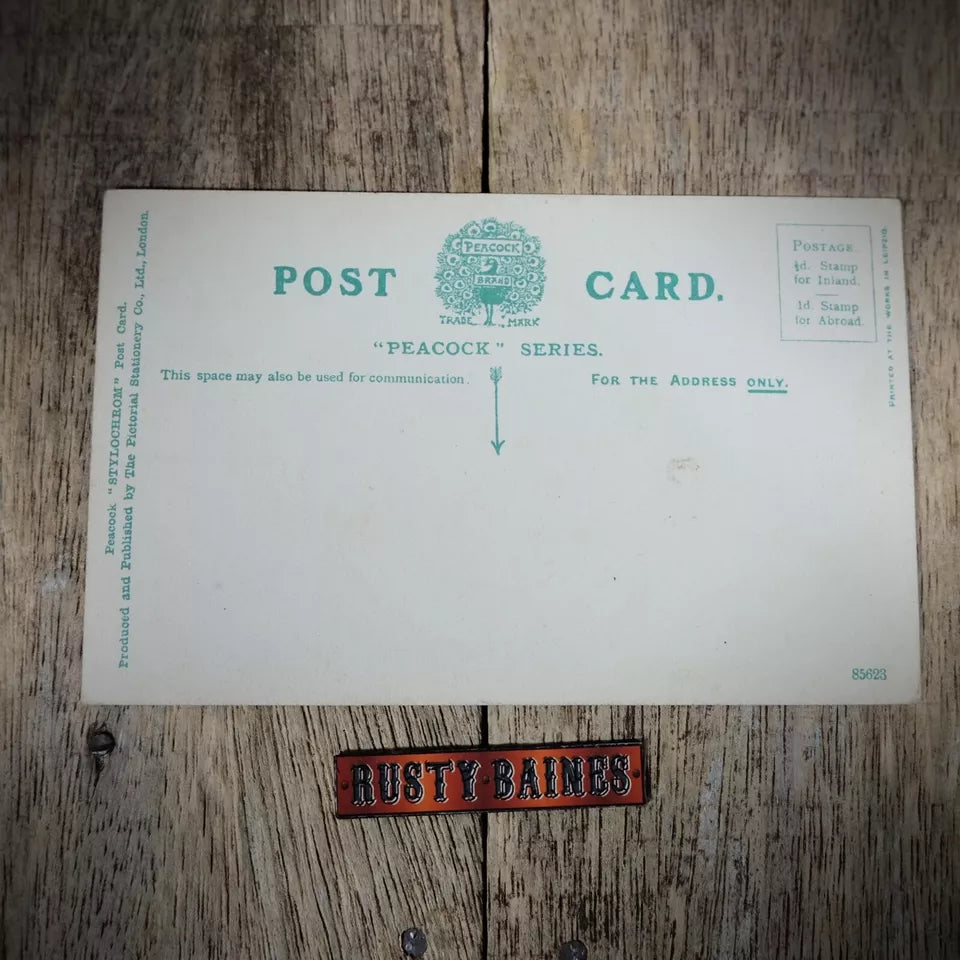 Peacock "STYLOCHROM" Post Card.
Produced and Published by The Pictorial Stationery Co., Ltd., London.
POST CARD.
PEACOCK
BRAND
TRADE MARK
"PEACOCK" SERIES.
This space may also be used for communication.
FOR THE ADDRESS ONLY.
POSTAGE.
½d. Stamp
for Inland.
1d. Stamp
for Abroad.
PRINTED AT THE WORKS IN LEIPZIG.
85623
RUSTY·BAINES